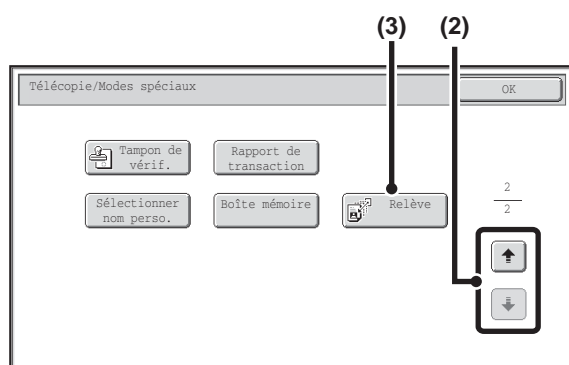 (3) (2)
Télécopie/Modes spéciaux OK
Tampon de
vérif.
Rapport de
transaction
Sélectionner
nom perso.
Boîte mémoire
Relève
2
2